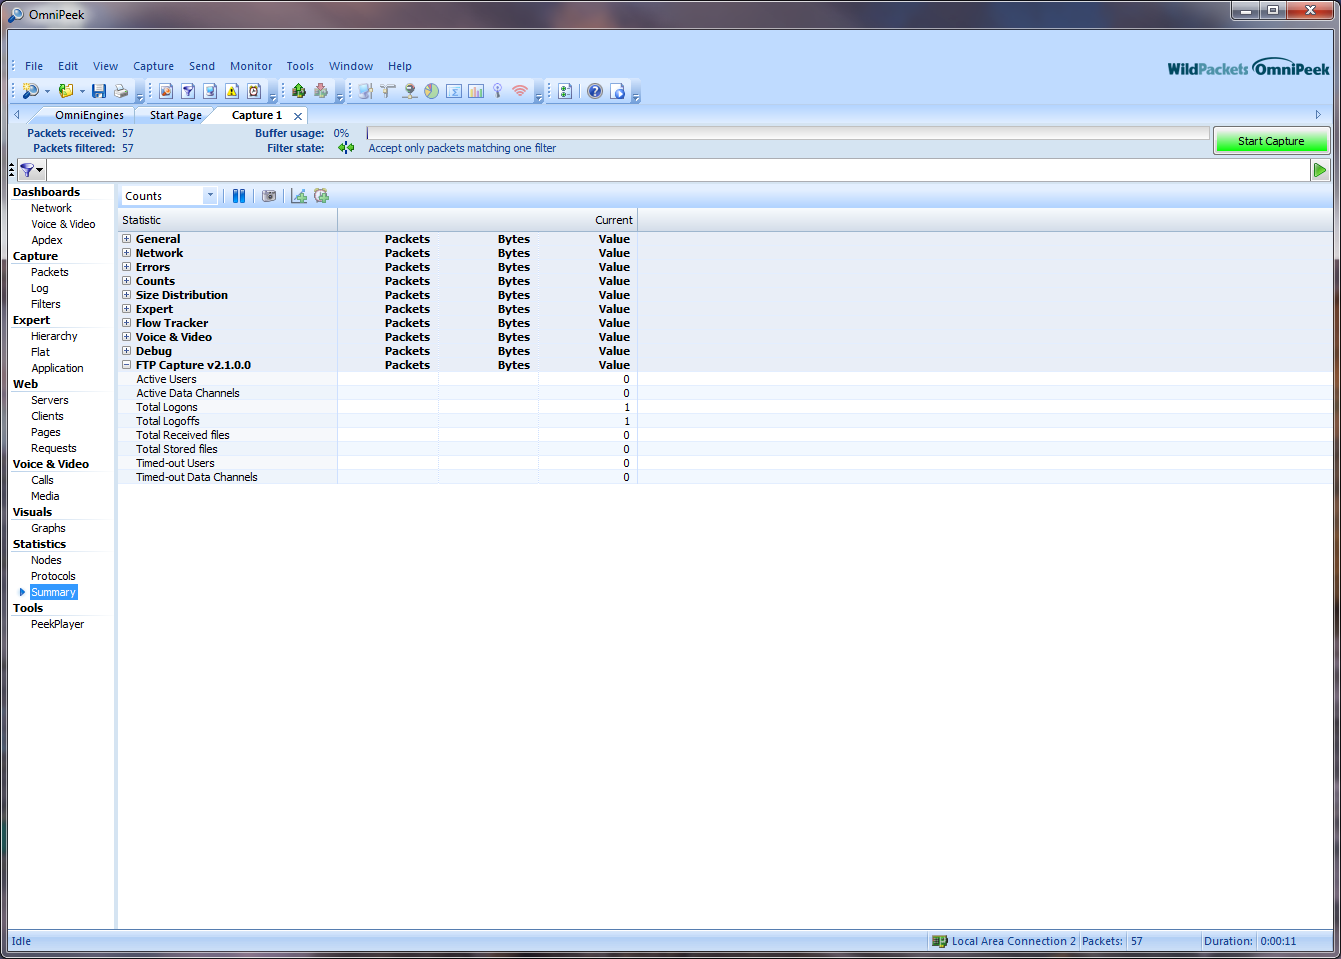 OmniPeek
File Edit View Capture Send Monitor Tools Window Help
WildPackets OmniPeek
OmniEngines Start Page Capture 1
Packets received: 57 Buffer usage: 0%
Packets filtered: 57 Filter state: Accept only packets matching one filter
Start Capture
Dashboards
Network
Voice & Video
Apdex
Capture
Packets
Log
Filters
Expert
Hierarchy
Flat
Application
Web
Servers
Clients
Pages
Requests
Voice & Video
Calls
Media
Visuals
Graphs
Statistics
Nodes
Protocols
Summary
Tools
PeekPlayer
Counts
Statistic Current
General Packets Bytes Value
Network Packets Bytes Value
Errors Packets Bytes Value
Counts Packets Bytes Value
Size Distribution Packets Bytes Value
Expert Packets Bytes Value
Flow Tracker Packets Bytes Value
Voice & Video Packets Bytes Value
Debug Packets Bytes Value
FTP Capture v2.1.0.0 Packets Bytes Value
Active Users 0
Active Data Channels 0
Total Logons 1
Total Logoffs 1
Total Received files 0
Total Stored files 0
Timed-out Users 0
Timed-out Data Channels 0
Idle Local Area Connection 2 Packets: 57 Duration: 0:00:11